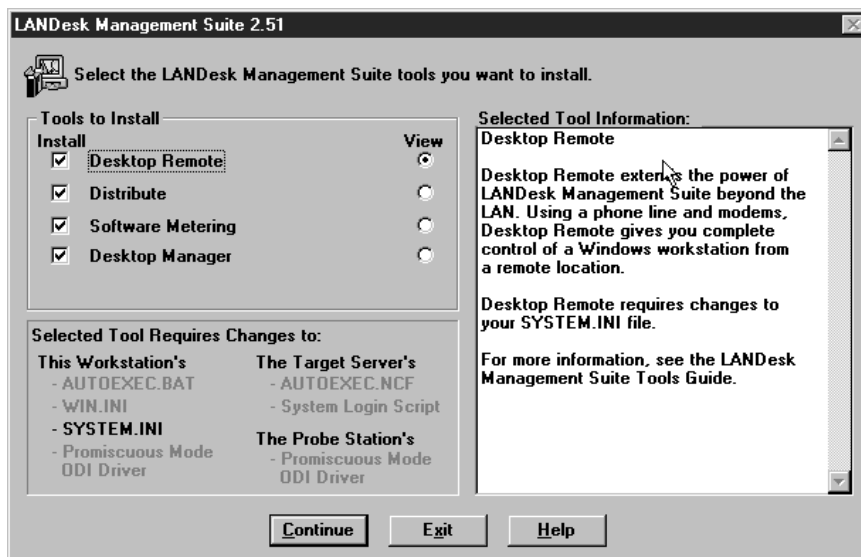 LANDesk Management Suite 2.51
Select the LANDesk Management Suite tools you want to install.
Tools to Install
Install View
Desktop Remote
Distribute
Software Metering
Desktop Manager
Selected Tool Requires Changes to:
This Workstation's
- AUTOEXEC.BAT
- WIN.INI
- SYSTEM.INI
- Promiscuous Mode
ODI Driver
The Target Server's
- AUTOEXEC.NCF
- System Login Script
The Probe Station's
- Promiscuous Mode
ODI Driver
Selected Tool Information:
Desktop Remote
Desktop Remote extends the power of
LANDesk Management Suite beyond the
LAN. Using a phone line and modems,
Desktop Remote gives you complete
control of a Windows workstation from
a remote location.
Desktop Remote requires changes to
your SYSTEM.INI file.
For more information, see the LANDesk
Management Suite Tools Guide.
Continue
Exit
Help